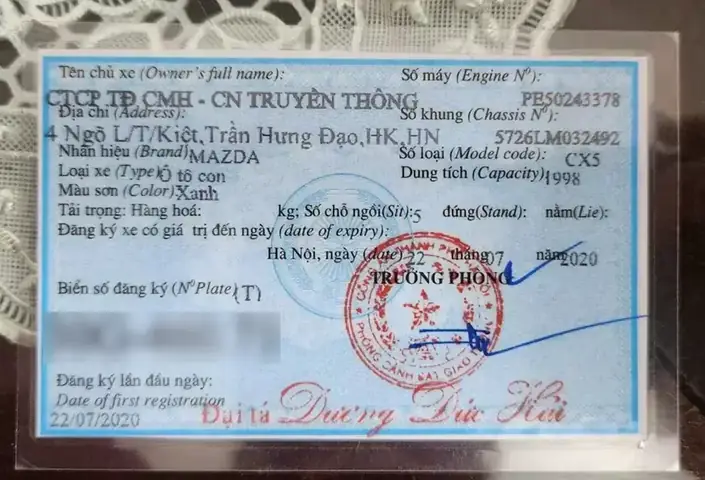 Tên chủ xe (Owner's full name):
CTCP TĐ CMH - CN TRUYỀN THÔNG
Địa chỉ (Address):
4 Ngõ L/T/Kiệt,Trần Hưng Đạo,HK,HN
Nhãn hiệu (Brand): MAZDA
Loại xe (Type) Ô tô con
Màu sơn (Color): Xanh
Số máy (Engine Nº):
PE50243378
Số khung (Chassis Nº):
5726LM032492
Số loại (Model code): CX5
Dung tích (Capacity): 1998
Tải trọng: Hàng hoá: kg; Số chỗ ngồi(Sit): 5 đứng(Stand): nằm(Lie):
Đăng ký xe có giá trị đến ngày (date of expiry):
Hà Nội, ngày (date) 22 tháng 07 năm 2020
TRƯỞNG PHÒNG
Biển số đăng ký (NºPlate) (T)
Đăng ký lần đầu ngày:
Date of first registration
22/07/2020
Đại tá Dương Đức Hải